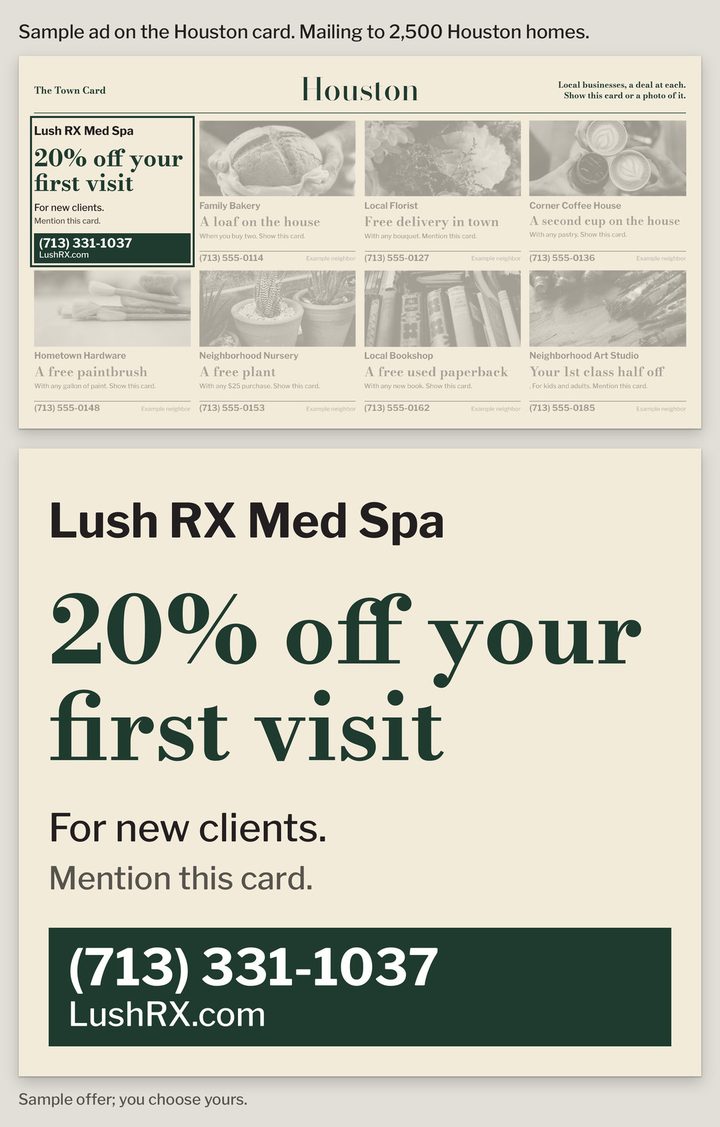 Sample ad on the Houston card. Mailing to 2,500 Houston homes.
The Town Card
Houston
Local businesses, a deal at each.
Show this card or a photo of it.
Lush RX Med Spa
20% off your
first visit
For new clients.
Mention this card.
(713) 331-1037
LushRX.com
Family Bakery
A loaf on the house
When you buy two. Show this card.
(713) 555-0114
Example neighbor
Local Florist
Free delivery in town
With any bouquet. Mention this card.
(713) 555-0127
Example neighbor
Corner Coffee House
A second cup on the house
With any pastry. Show this card.
(713) 555-0136
Example neighbor
Hometown Hardware
A free paintbrush
With any gallon of paint. Show this card.
(713) 555-0148
Example neighbor
Neighborhood Nursery
A free plant
With any $25 purchase. Show this card.
(713) 555-0153
Example neighbor
Local Bookshop
A free used paperback
With any new book. Show this card.
(713) 555-0162
Example neighbor
Neighborhood Art Studio
Your 1st class half off
For kids and adults. Mention this card.
(713) 555-0185
Example neighbor
Lush RX Med Spa
20% off your
first visit
For new clients.
Mention this card.
(713) 331-1037
LushRX.com
Sample offer; you choose yours.